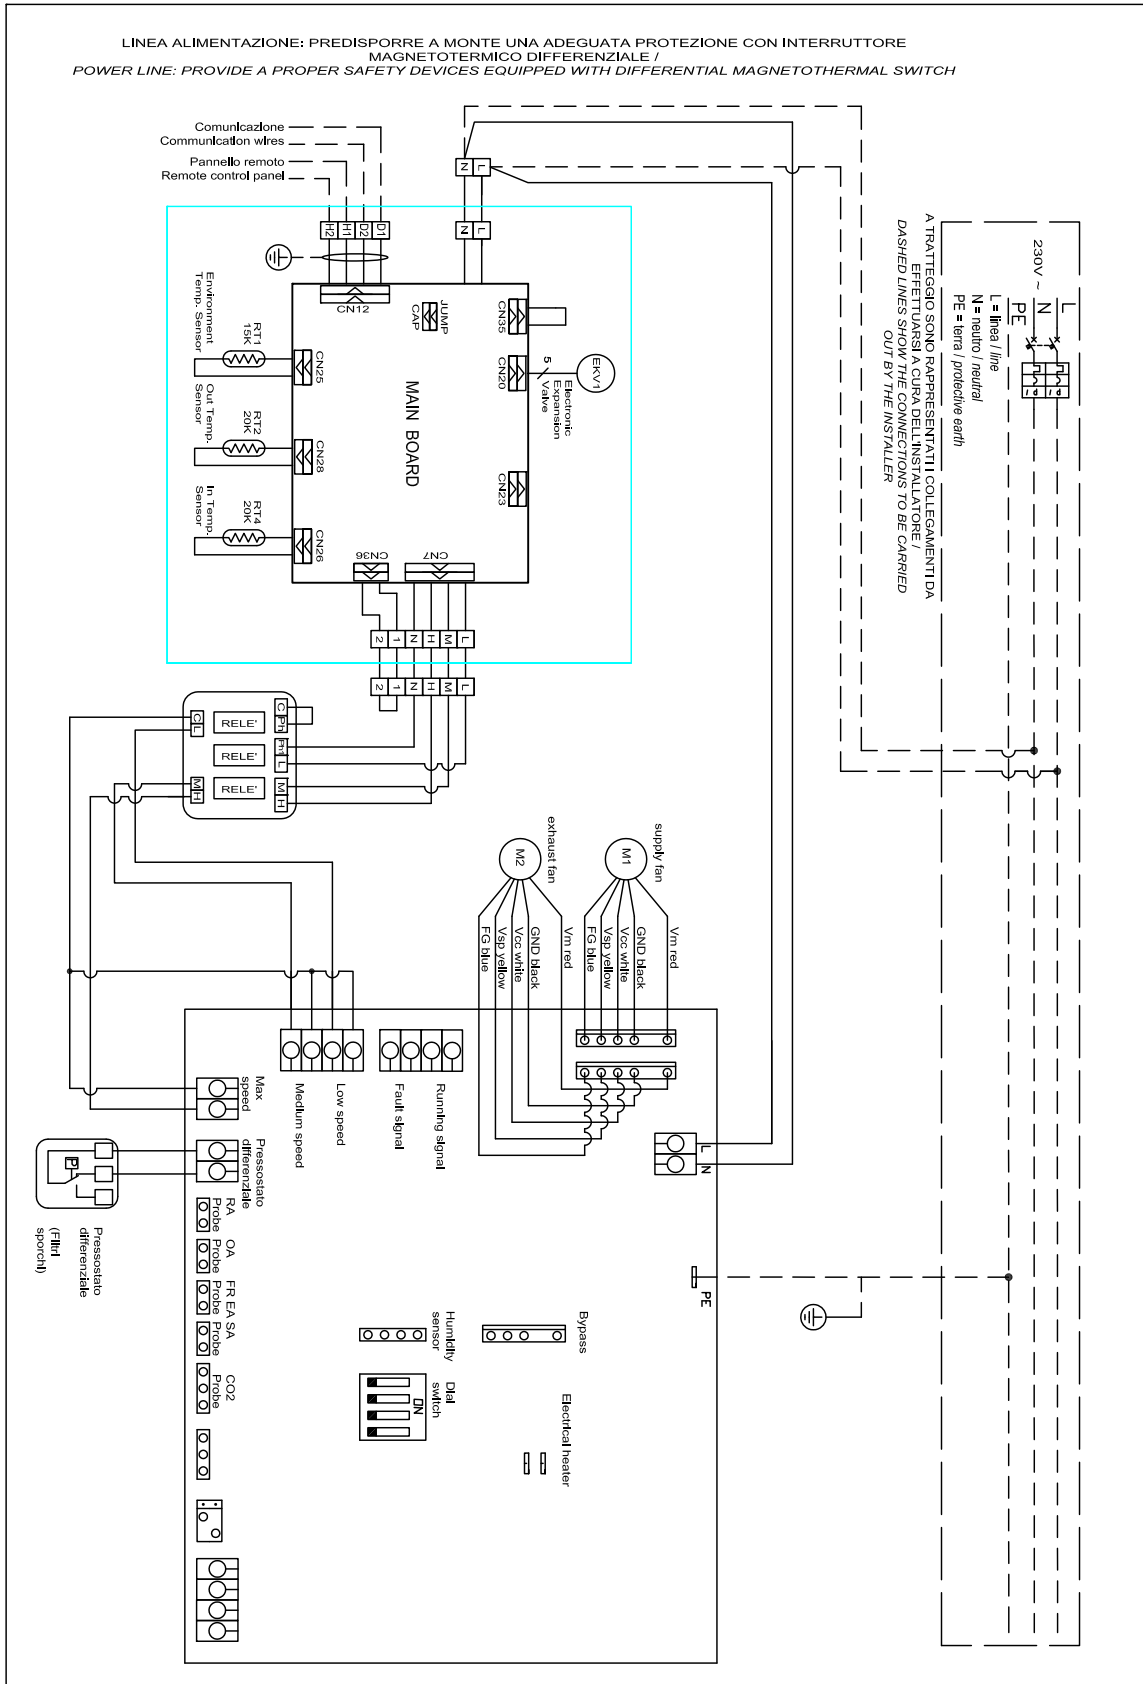 LINEA ALIMENTAZIONE: PREDISPORRE A MONTE UNA ADEGUATA PROTEZIONE CON INTERRUTTORE
MAGNETOTERMICO DIFFERENZIALE /
POWER LINE: PROVIDE A PROPER SAFETY DEVICES EQUIPPED WITH DIFFERENTIAL MAGNETOTHERMAL SWITCH
Comunicazione
Communication wires
Pannello remoto
Remote control panel
N L
H2 H1 D2 D1
N L
230V ~
L
N
PE
L = linea / line
N = neutro / neutral
PE = terra / protective earth
A TRATTEGGIO SONO RAPPRESENTATI I COLLEGAMENTI DA
EFFETTUARSI A CURA DELL'INSTALLATORE /
DASHED LINES SHOW THE CONNECTIONS TO BE CARRIED
OUT BY THE INSTALLER
CN12
JUMP
CAP
CN35
CN20
5
EKV1
Electronic
Expansion
Valve
CN23
MAIN BOARD
Environment
Temp. Sensor
RT1
15K
CN25
Out Temp.
Sensor
RT2
20K
CN28
In Temp.
Sensor
RT4
20K
CN26
CN36
CN7
2 1 N H M L
2 1 N H M L
C L
RELE'
C Ph
RELE'
Ph1 L
M H
RELE'
M H
exhaust fan
M2
supply fan
M1
FG blue
Vsp yellow
Vcc white
GND black
Vm red
FG blue
Vsp yellow
Vcc white
GND black
Vm red
Max
speed
Medium speed
Low speed
Fault signal
Running signal
L
N
PE
Pressostato
differenziale
P
Pressostato
differenziale
(Filtri
sporchi)
RA
Probe
OA
Probe
FR EA SA
Probe
Probe
CO2
Probe
Humidity
sensor
Bypass
Dial
switch
ON
Electrical heater